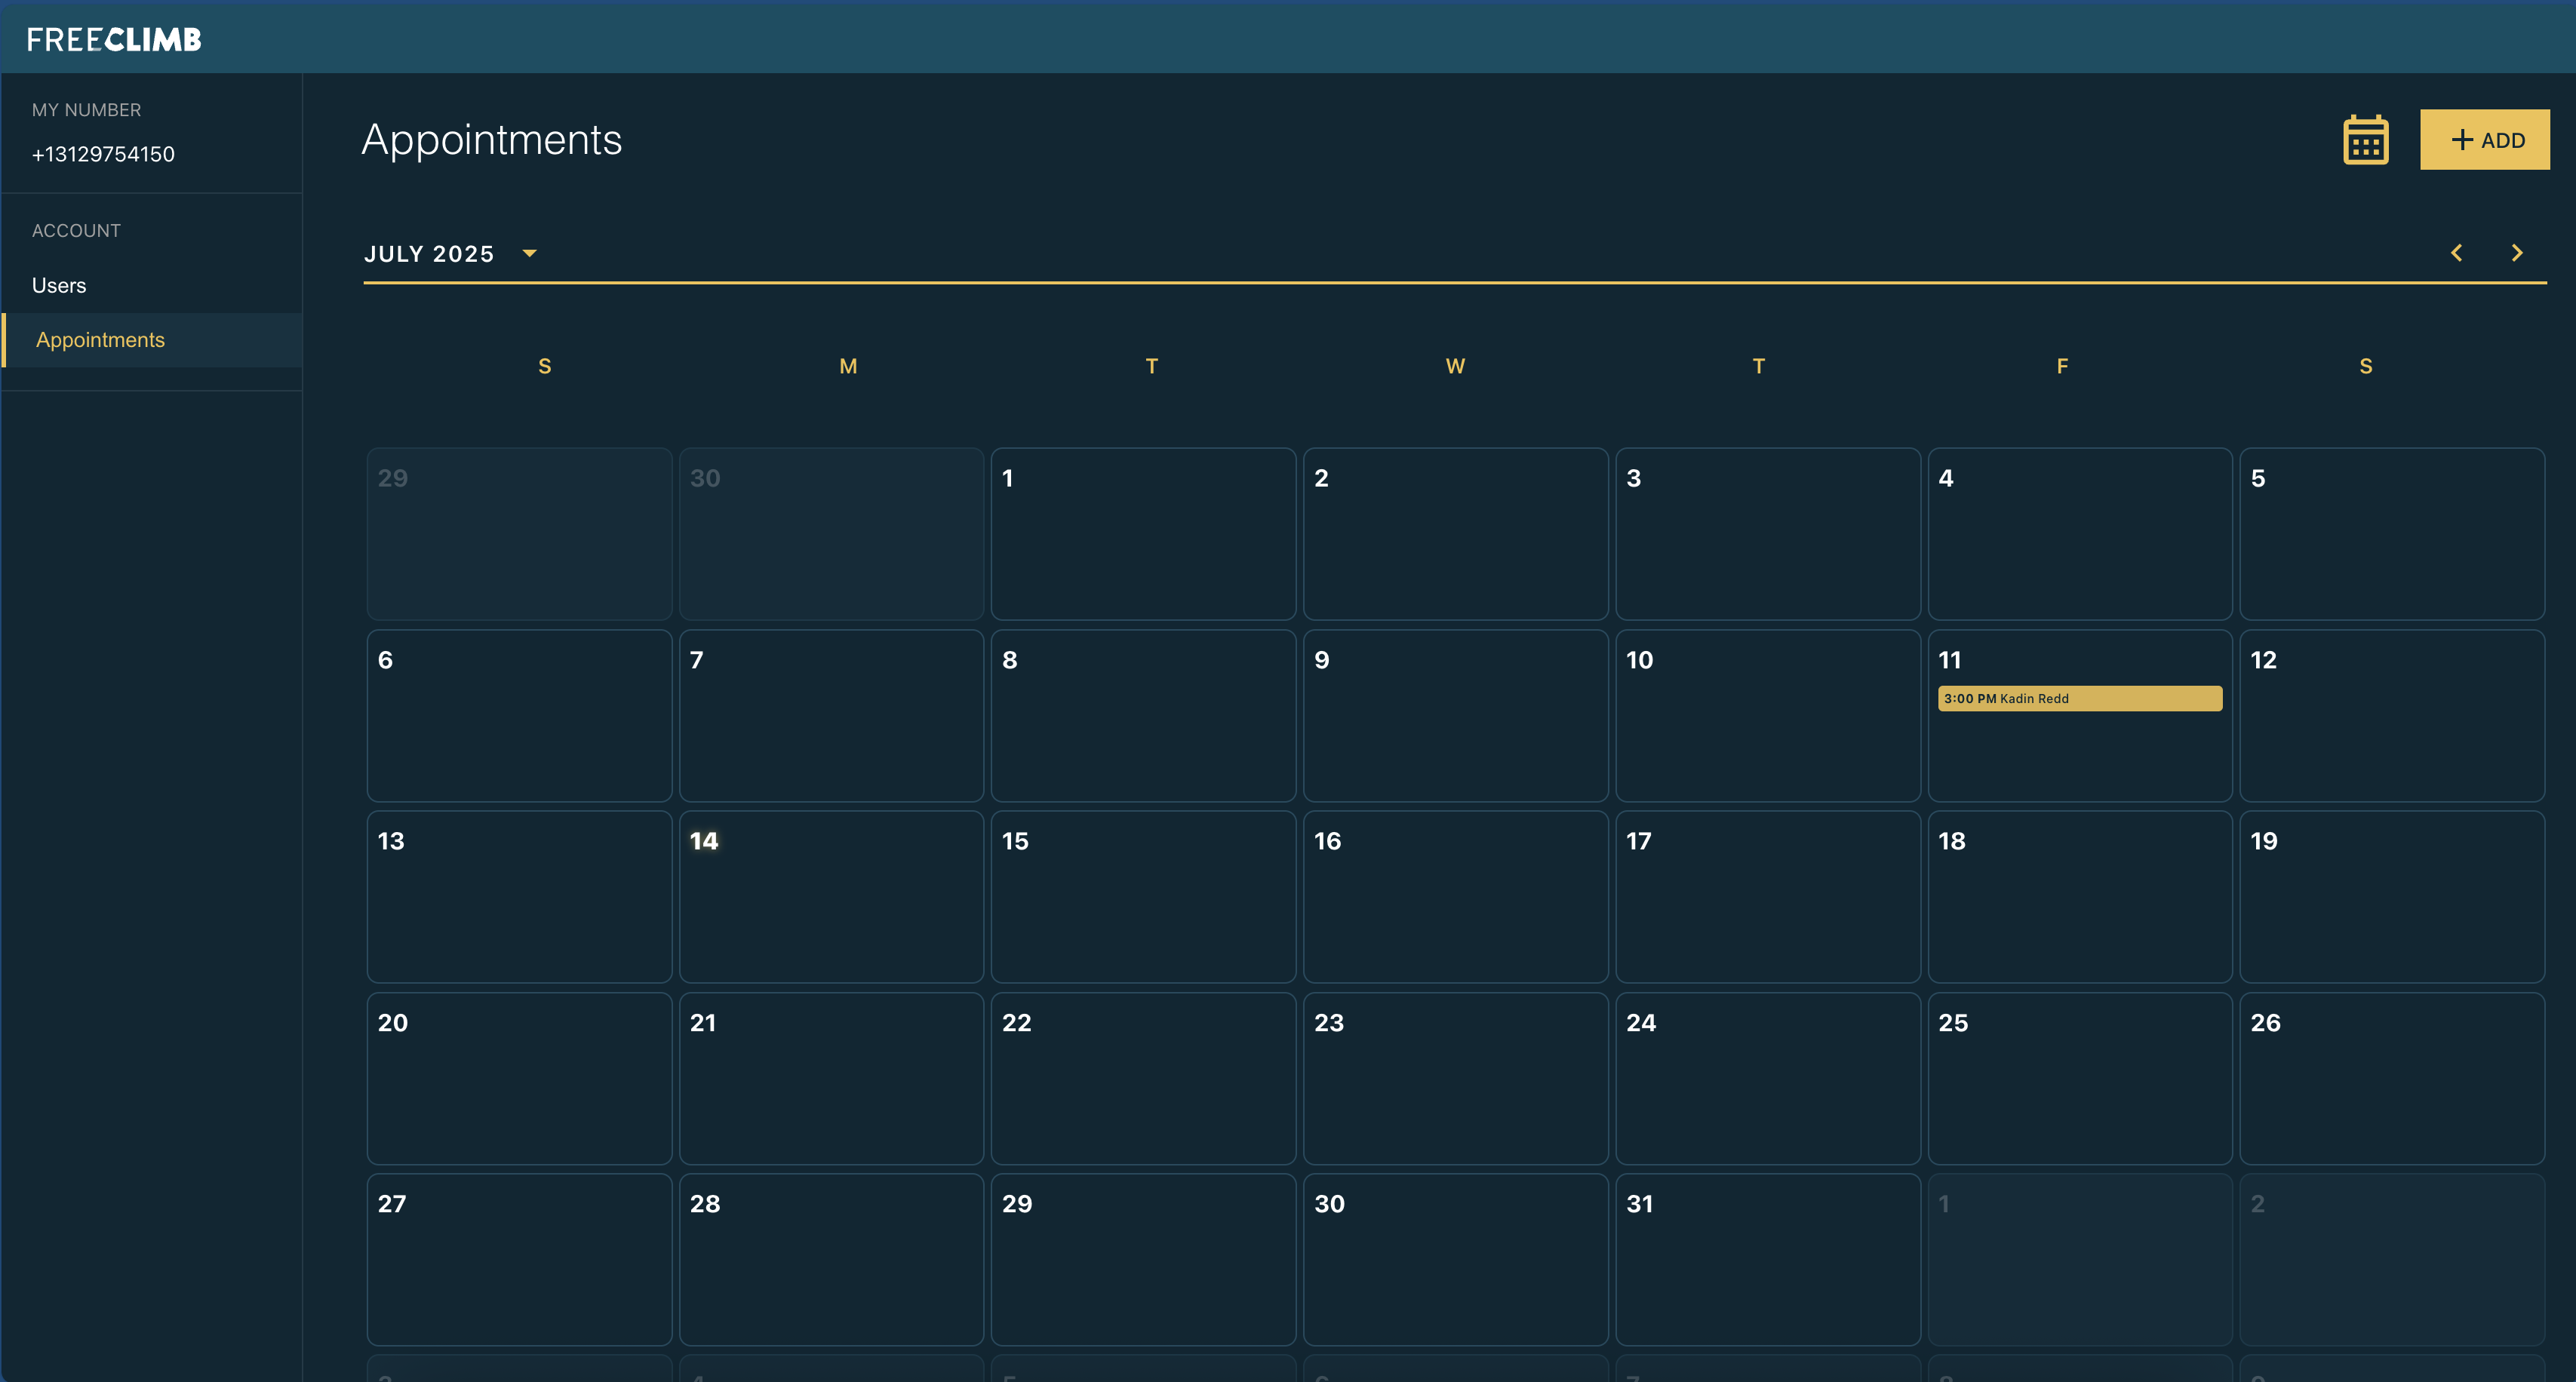 FREECLIMB
MY NUMBER
+13129754150
ACCOUNT
Users
Appointments
Appointments
+ ADD
JULY 2025
S M T W T F S
29 30 1 2 3 4 5
6 7 8 9 10 11 12
3:00 PM Kadin Redd
13 14 15 16 17 18 19
20 21 22 23 24 25 26
27 28 29 30 31 1 2